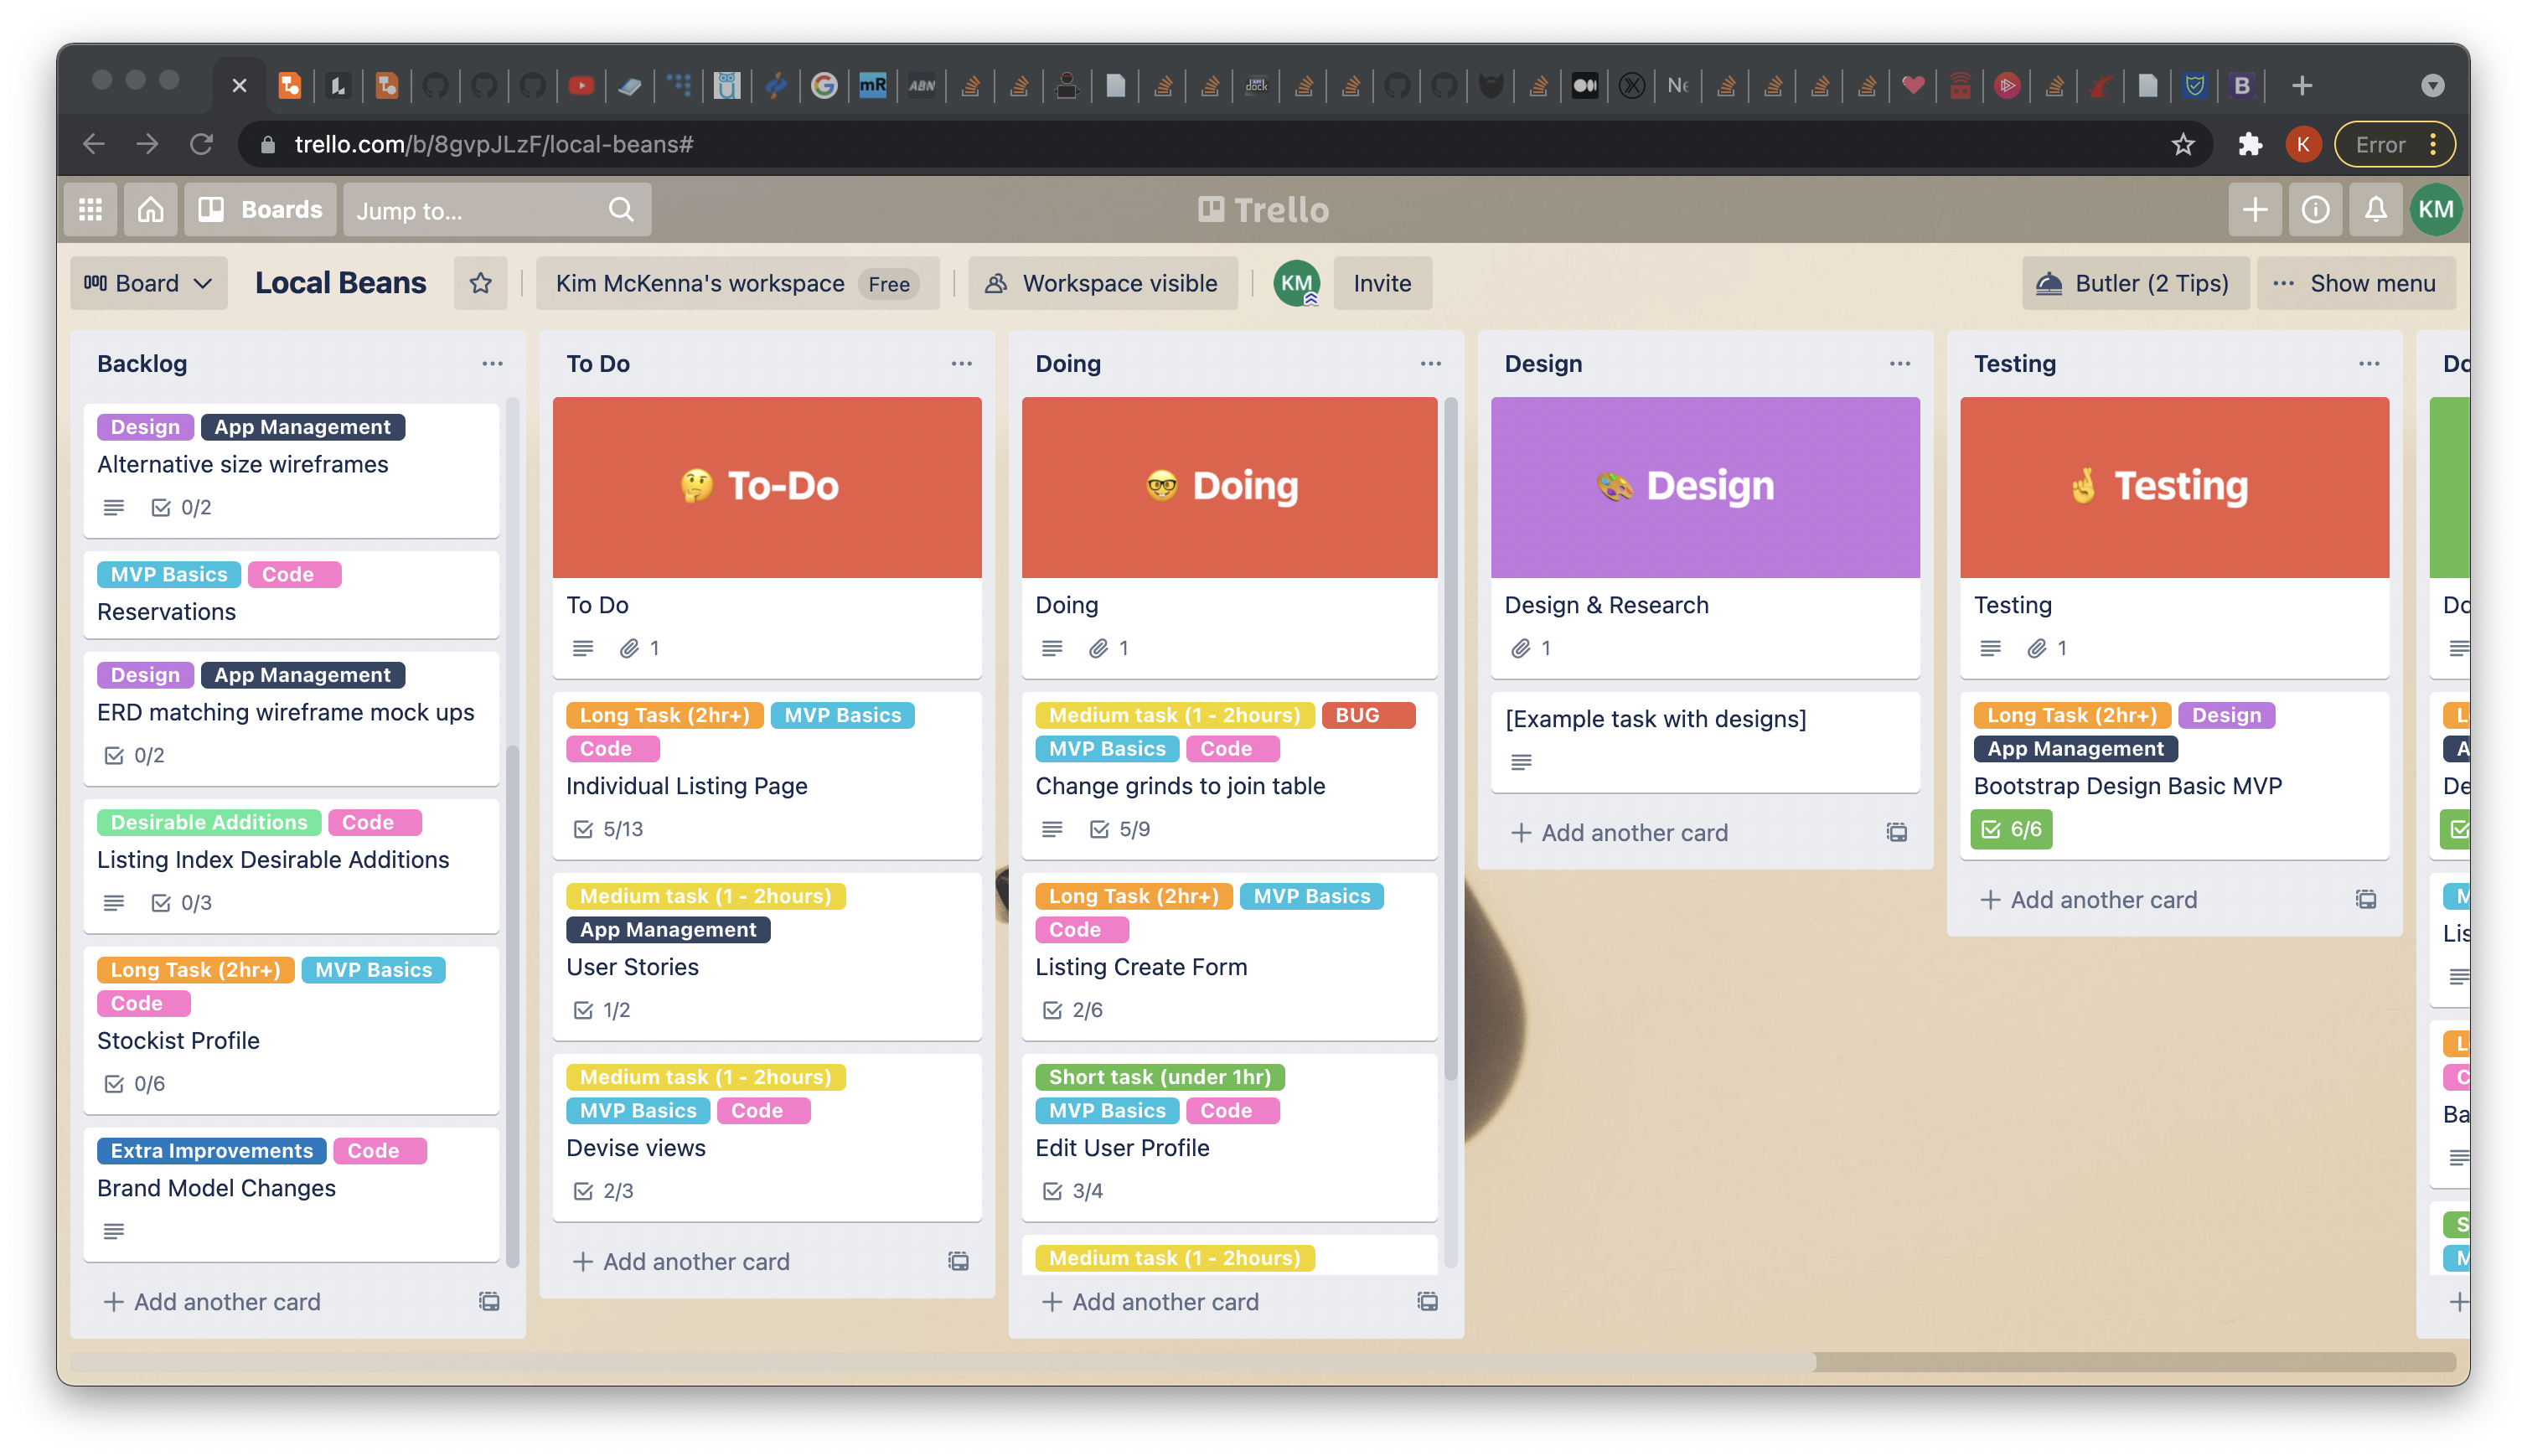 mR
ABN
api
dock
Ne
B
trello.com/b/8gvpJLzF/local-beans#
K
Error
Boards
Jump to...
Trello
KM
Board
Local Beans
Kim McKenna's workspace Free
Workspace visible
KM
Invite
Butler (2 Tips)
Show menu
Backlog
Design App Management
Alternative size wireframes
0/2
MVP Basics Code
Reservations
Design App Management
ERD matching wireframe mock ups
0/2
Desirable Additions Code
Listing Index Desirable Additions
0/3
Long Task (2hr+) MVP Basics
Code
Stockist Profile
0/6
Extra Improvements Code
Brand Model Changes
+ Add another card
To Do
🤔 To-Do
To Do
1
Long Task (2hr+) MVP Basics
Code
Individual Listing Page
5/13
Medium task (1 - 2hours)
App Management
User Stories
1/2
Medium task (1 - 2hours)
MVP Basics Code
Devise views
2/3
+ Add another card
Doing
🤓 Doing
Doing
1
Medium task (1 - 2hours) BUG
MVP Basics Code
Change grinds to join table
5/9
Long Task (2hr+) MVP Basics
Code
Listing Create Form
2/6
Short task (under 1hr)
MVP Basics Code
Edit User Profile
3/4
Medium task (1 - 2hours)
+ Add another card
Design
🎨 Design
Design & Research
1
[Example task with designs]
+ Add another card
Testing
🤞 Testing
Testing
1
Long Task (2hr+) Design
App Management
Bootstrap Design Basic MVP
6/6
+ Add another card
Do
Do
L
A
De
M
Lis
L
C
Ba
S
M
+